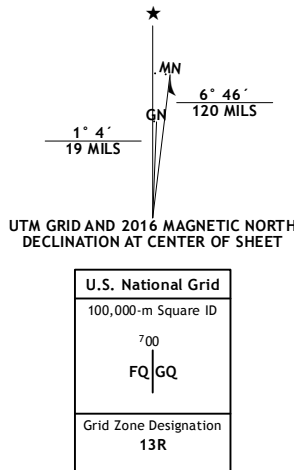 ★
MN
GN
6° 46´
120 MILS
1° 4´
19 MILS
UTM GRID AND 2016 MAGNETIC NORTH
DECLINATION AT CENTER OF SHEET
U.S. National Grid
100,000-m Square ID
⁷00
FQ GQ
Grid Zone Designation
13R